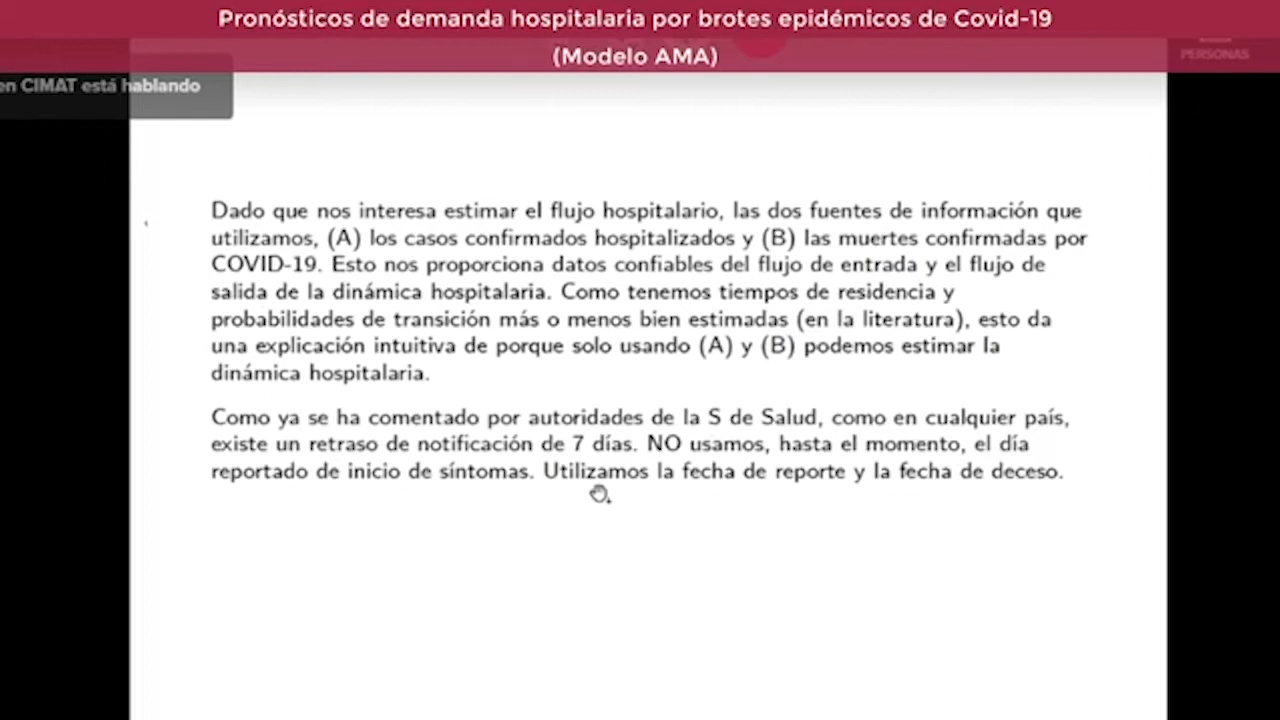 Pronósticos de demanda hospitalaria por brotes epidémicos de Covid-19
(Modelo AMA)
PERSONAS
en CIMAT está hablando
Dado que nos interesa estimar el flujo hospitalario, las dos fuentes de información que
utilizamos, (A) los casos confirmados hospitalizados y (B) las muertes confirmadas por
COVID-19. Esto nos proporciona datos confiables del flujo de entrada y el flujo de
salida de la dinámica hospitalaria. Como tenemos tiempos de residencia y
probabilidades de transición más o menos bien estimadas (en la literatura), esto da
una explicación intuitiva de porque solo usando (A) y (B) podemos estimar la
dinámica hospitalaria.
Como ya se ha comentado por autoridades de la S de Salud, como en cualquier país,
existe un retraso de notificación de 7 días. NO usamos, hasta el momento, el día
reportado de inicio de síntomas. Utilizamos la fecha de reporte y la fecha de deceso.